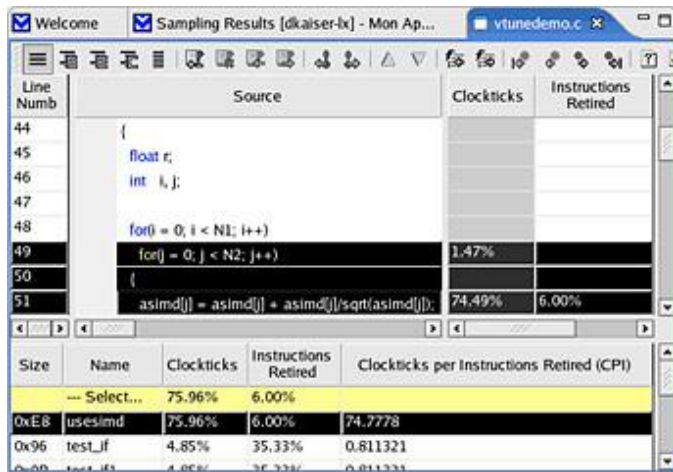 Welcome
Sampling Results [dkaiser-lx] - Mon Ap...
vtunedemo.c
Line Numb Source Clockticks Instructions Retired
44 {
45 float r;
46 int i, j;
47
48 for(i = 0; i < N1; i++)
49 for(j = 0; j < N2; j++) 1.47%
50 {
51 asimd[j] = asimd[j] + asimd[j]/sqrt(asimd[j]); 74.49% 6.00%
Size Name Clockticks Instructions Retired Clockticks per Instructions Retired (CPI)
--- Select... 75.96% 6.00%
0xE8 usesimd 75.96% 6.00% 74.7778
0x96 test_if 4.85% 35.33% 0.811321